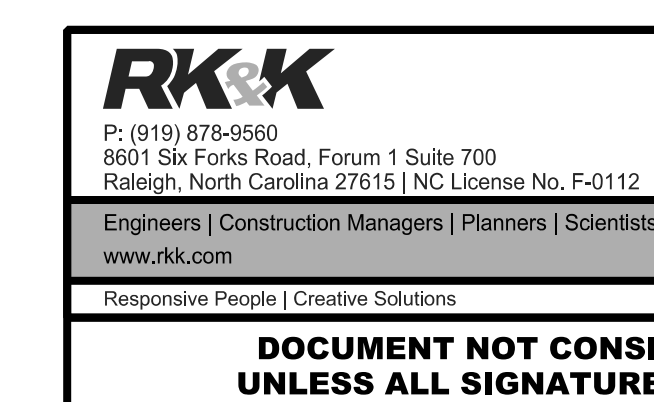 RK&K
P: (919) 878-9560
8601 Six Forks Road, Forum 1 Suite 700
Raleigh, North Carolina 27615 | NC License No. F-0112
Engineers | Construction Managers | Planners | Scientists
www.rkk.com
Responsive People | Creative Solutions
DOCUMENT NOT CONSI
UNLESS ALL SIGNATURE